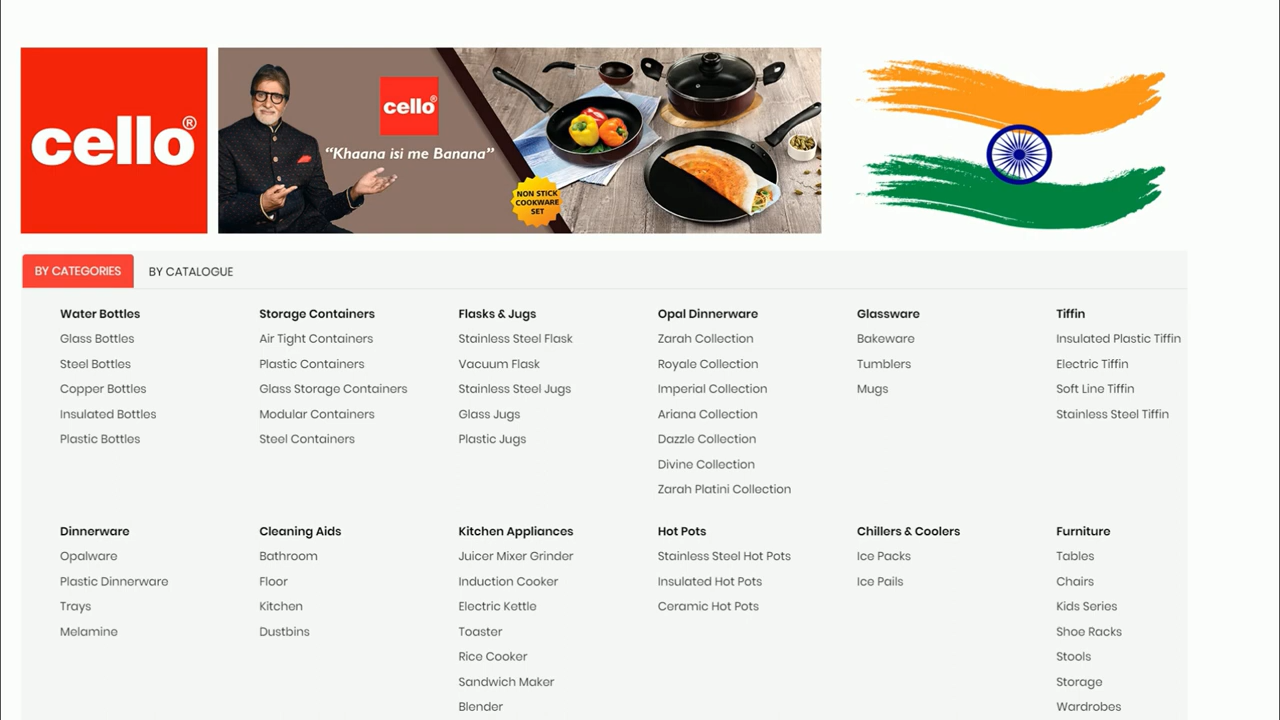 cello®
cello®
“Khaana isi me Banana”
NON STICK
COOKWARE
SET
BY CATEGORIES
BY CATALOGUE
Water Bottles
Glass Bottles
Steel Bottles
Copper Bottles
Insulated Bottles
Plastic Bottles
Storage Containers
Air Tight Containers
Plastic Containers
Glass Storage Containers
Modular Containers
Steel Containers
Flasks & Jugs
Stainless Steel Flask
Vacuum Flask
Stainless Steel Jugs
Glass Jugs
Plastic Jugs
Opal Dinnerware
Zarah Collection
Royale Collection
Imperial Collection
Ariana Collection
Dazzle Collection
Divine Collection
Zarah Platini Collection
Glassware
Bakeware
Tumblers
Mugs
Tiffin
Insulated Plastic Tiffin
Electric Tiffin
Soft Line Tiffin
Stainless Steel Tiffin
Dinnerware
Opalware
Plastic Dinnerware
Trays
Melamine
Cleaning Aids
Bathroom
Floor
Kitchen
Dustbins
Kitchen Appliances
Juicer Mixer Grinder
Induction Cooker
Electric Kettle
Toaster
Rice Cooker
Sandwich Maker
Blender
Hot Pots
Stainless Steel Hot Pots
Insulated Hot Pots
Ceramic Hot Pots
Chillers & Coolers
Ice Packs
Ice Pails
Furniture
Tables
Chairs
Kids Series
Shoe Racks
Stools
Storage
Wardrobes